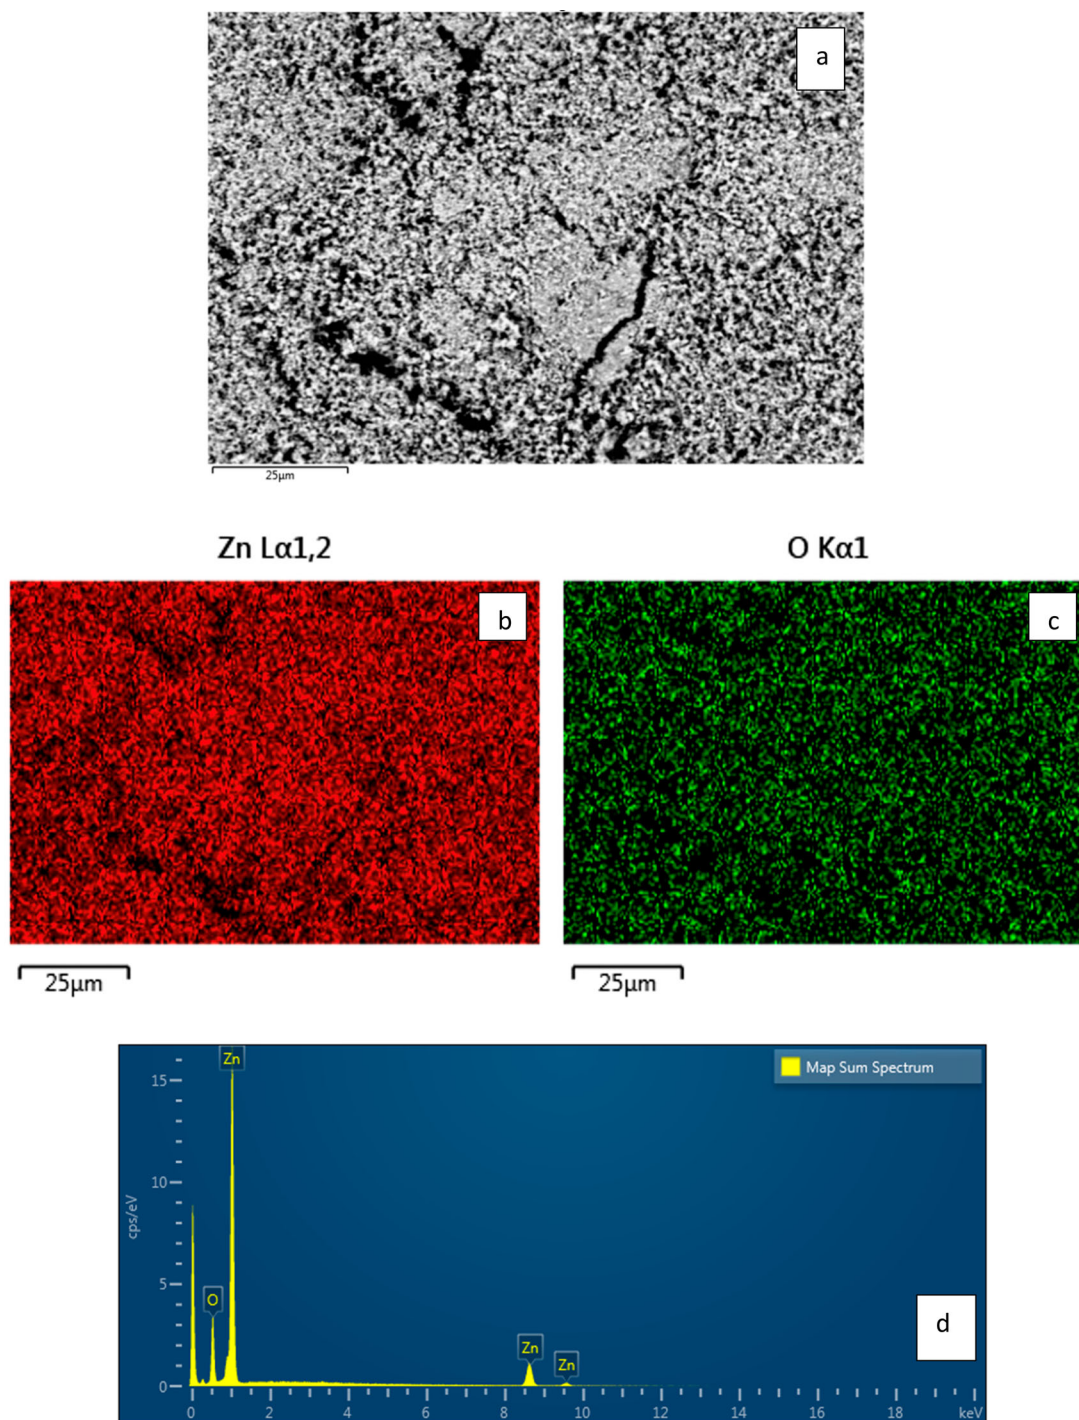 a
25μm
Zn Lα1,2
O Kα1
b
c
25μm
25μm
Zn
Map Sum Spectrum
15
10
cps/eV
5
O
Zn
Zn
d
0
0 2 4 6 8 10 12 14 16 18 keV